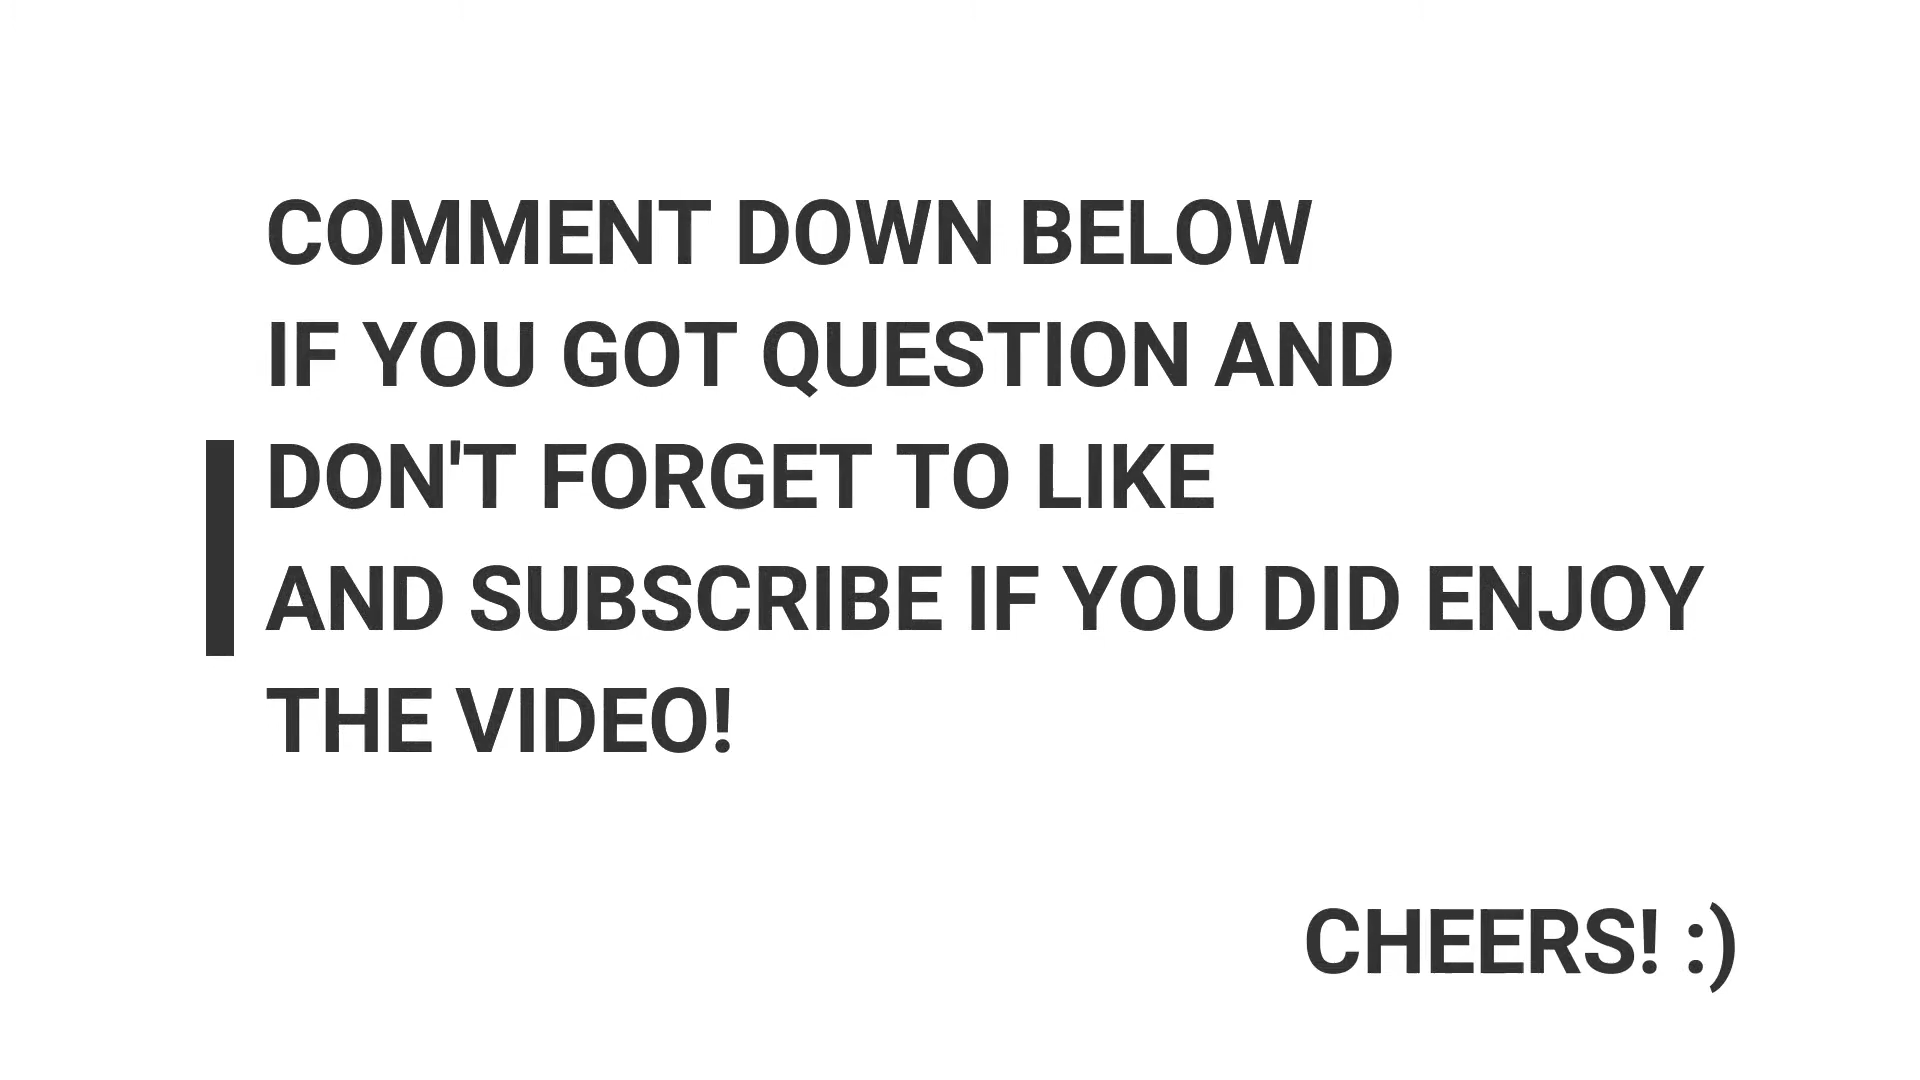 COMMENT DOWN BELOW
IF YOU GOT QUESTION AND
DON'T FORGET TO LIKE
AND SUBSCRIBE IF YOU DID ENJOY
THE VIDEO!
CHEERS! :)